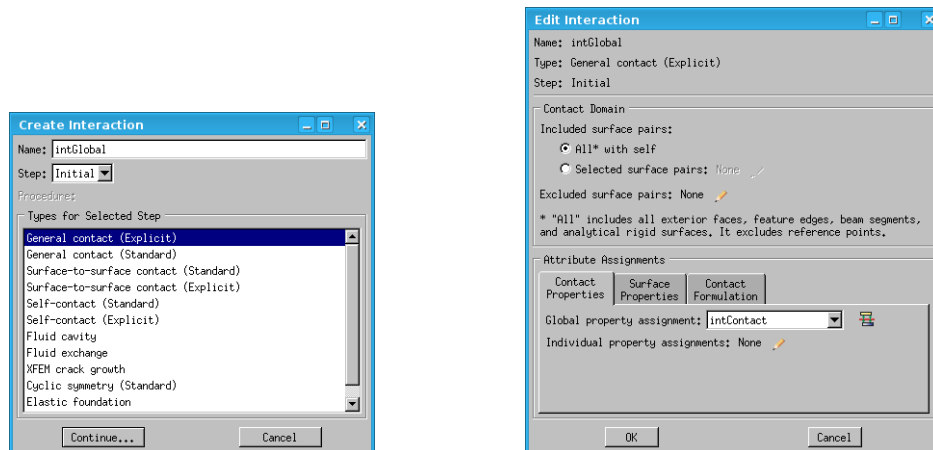 Create Interaction
Name: intGlobal
Step: Initial
Procedure:
Types for Selected Step
General contact (Explicit)
General contact (Standard)
Surface-to-surface contact (Standard)
Surface-to-surface contact (Explicit)
Self-contact (Standard)
Self-contact (Explicit)
Fluid cavity
Fluid exchange
XFEM crack growth
Cyclic symmetry (Standard)
Elastic foundation
Continue...
Cancel
Edit Interaction
Name: intGlobal
Type: General contact (Explicit)
Step: Initial
Contact Domain
Included surface pairs:
All* with self
Selected surface pairs: None
Excluded surface pairs: None
* "All" includes all exterior faces, feature edges, beam segments,
and analytical rigid surfaces. It excludes reference points.
Attribute Assignments
Contact Properties
Surface Properties
Contact Formulation
Global property assignment: intContact
Individual property assignments: None
OK
Cancel